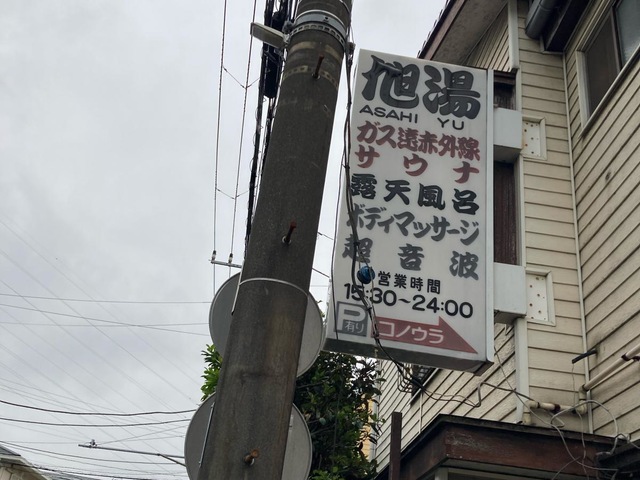 旭湯
ASAHI YU
ガス遠赤外線
サウナ
露天風呂
ボディマッサージ
超音波
営業時間
15:30～24:00
P有り コノウラ